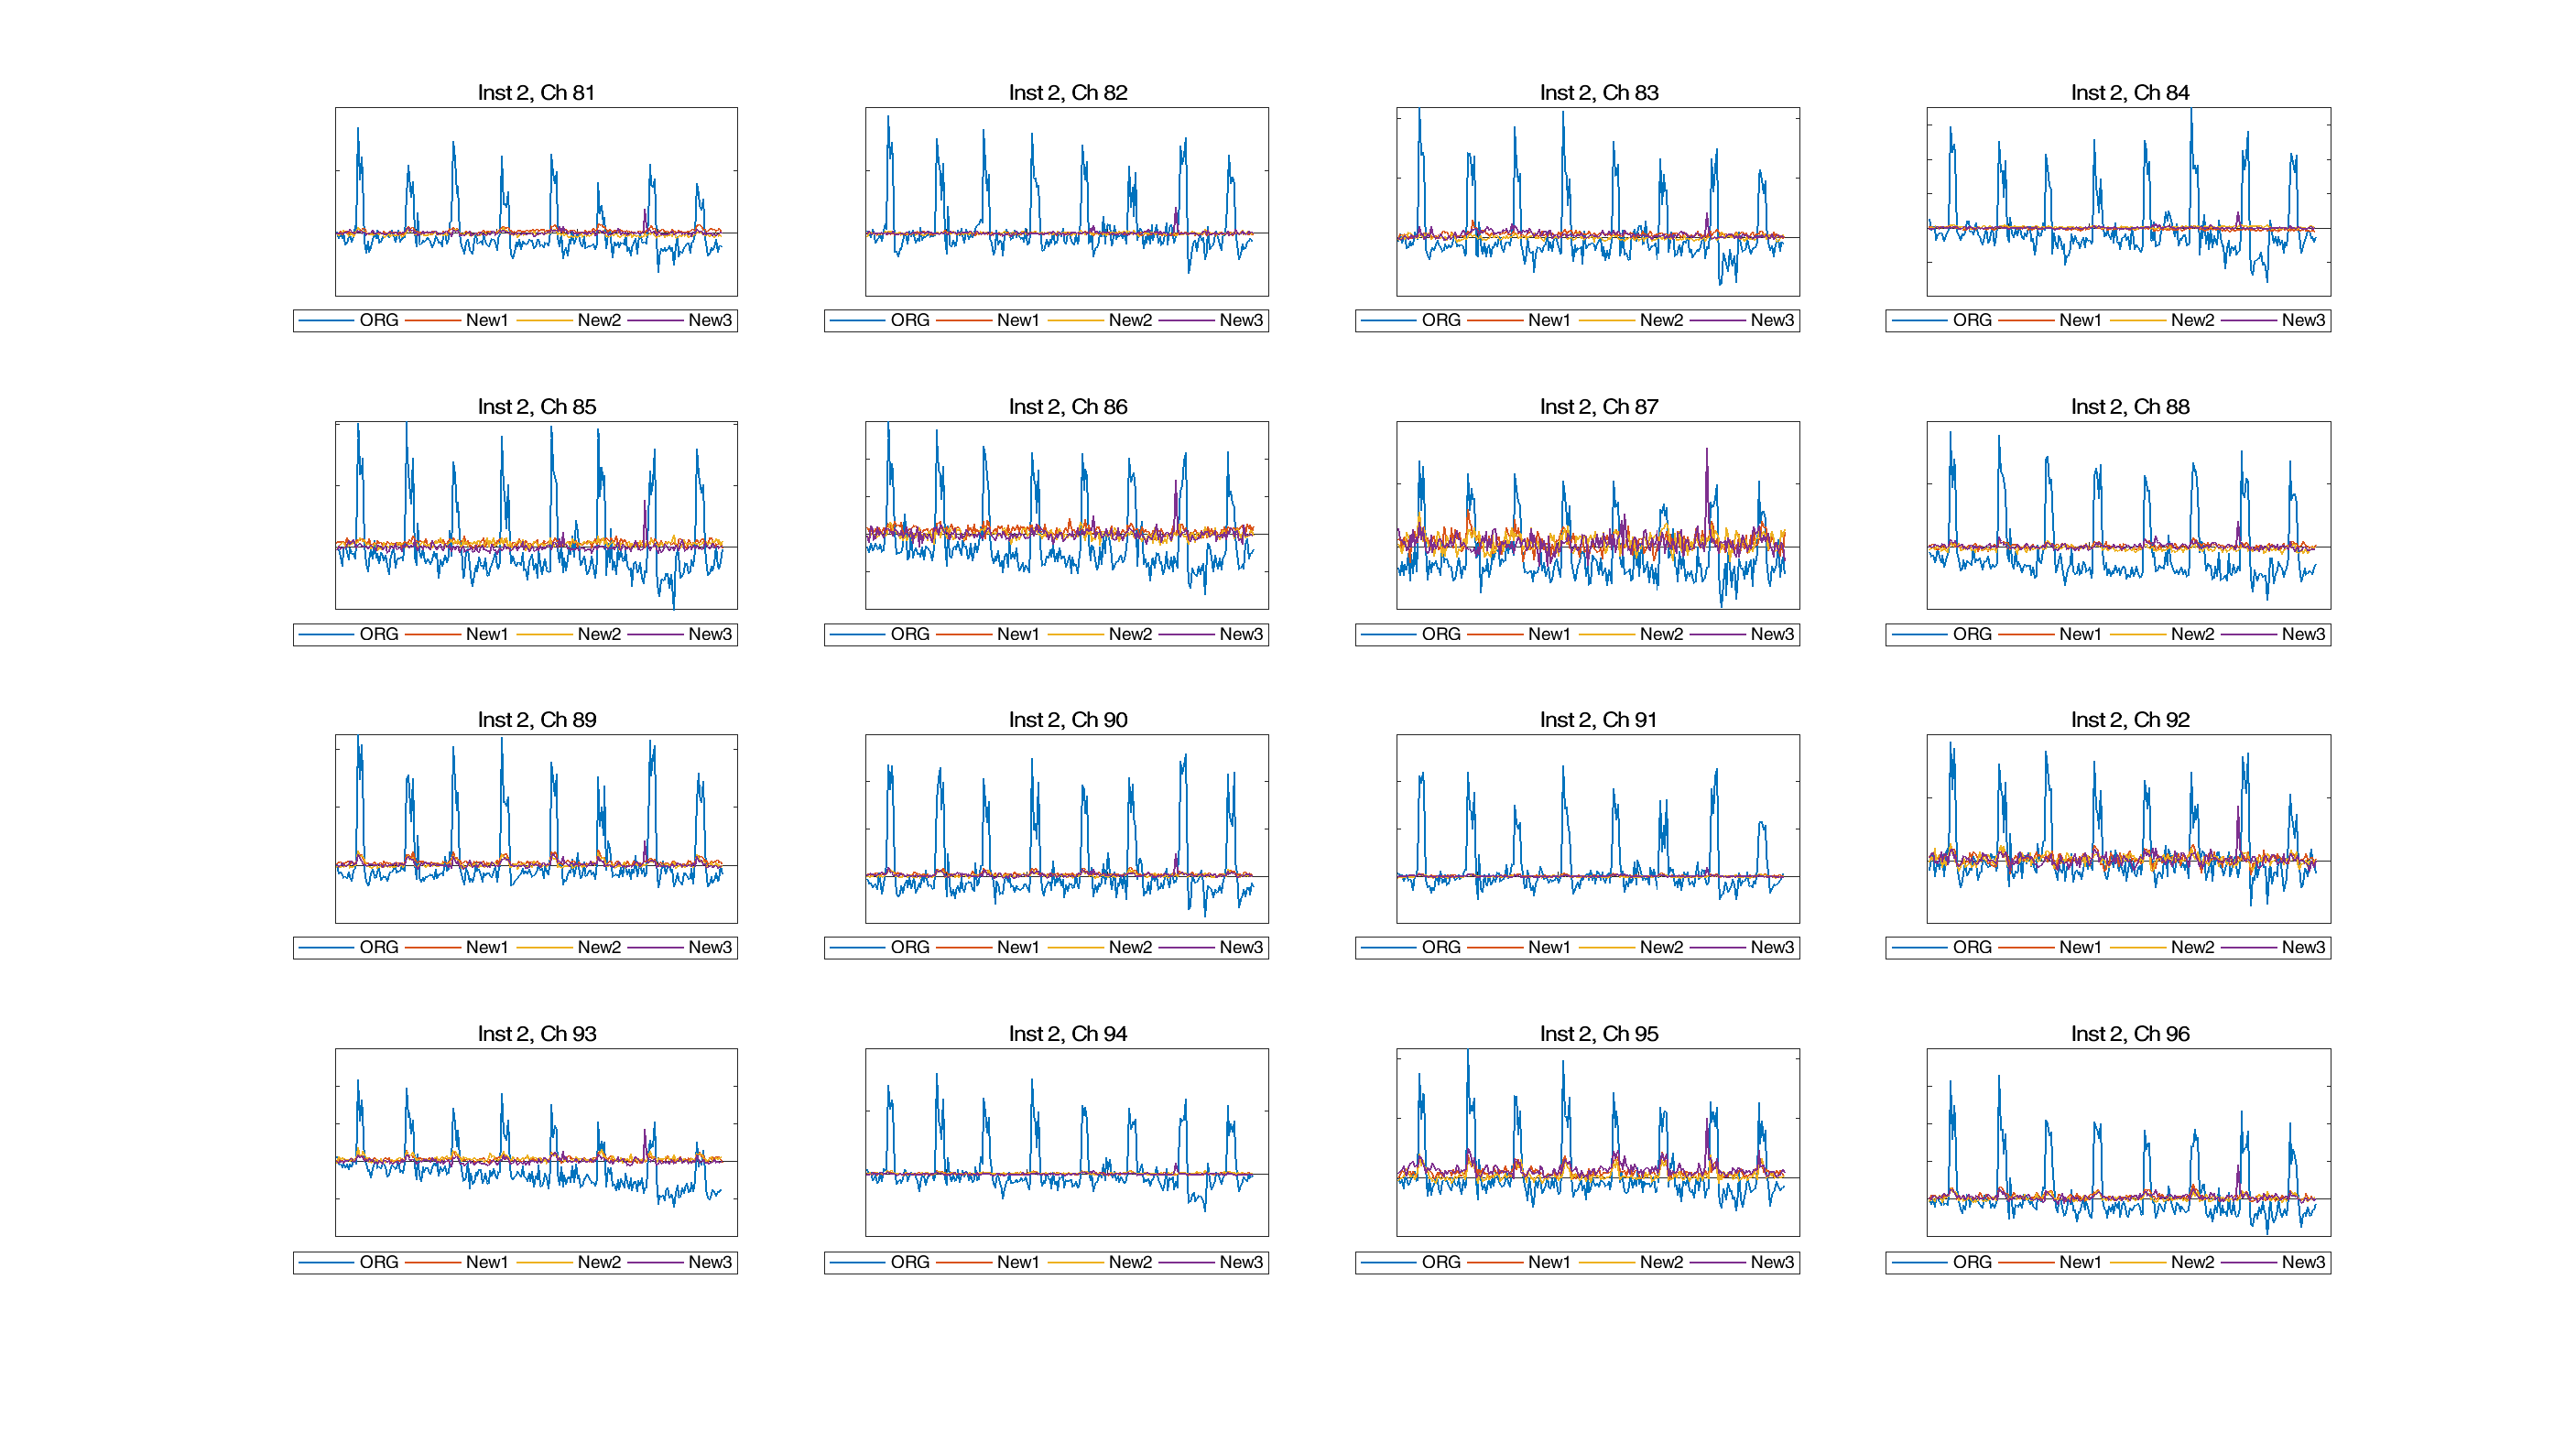 Inst 2, Ch 81
Inst 2, Ch 82
Inst 2, Ch 83
Inst 2, Ch 84
ORG New1 New2 New3
ORG New1 New2 New3
ORG New1 New2 New3
ORG New1 New2 New3
Inst 2, Ch 85
Inst 2, Ch 86
Inst 2, Ch 87
Inst 2, Ch 88
ORG New1 New2 New3
ORG New1 New2 New3
ORG New1 New2 New3
ORG New1 New2 New3
Inst 2, Ch 89
Inst 2, Ch 90
Inst 2, Ch 91
Inst 2, Ch 92
ORG New1 New2 New3
ORG New1 New2 New3
ORG New1 New2 New3
ORG New1 New2 New3
Inst 2, Ch 93
Inst 2, Ch 94
Inst 2, Ch 95
Inst 2, Ch 96
ORG New1 New2 New3
ORG New1 New2 New3
ORG New1 New2 New3
ORG New1 New2 New3